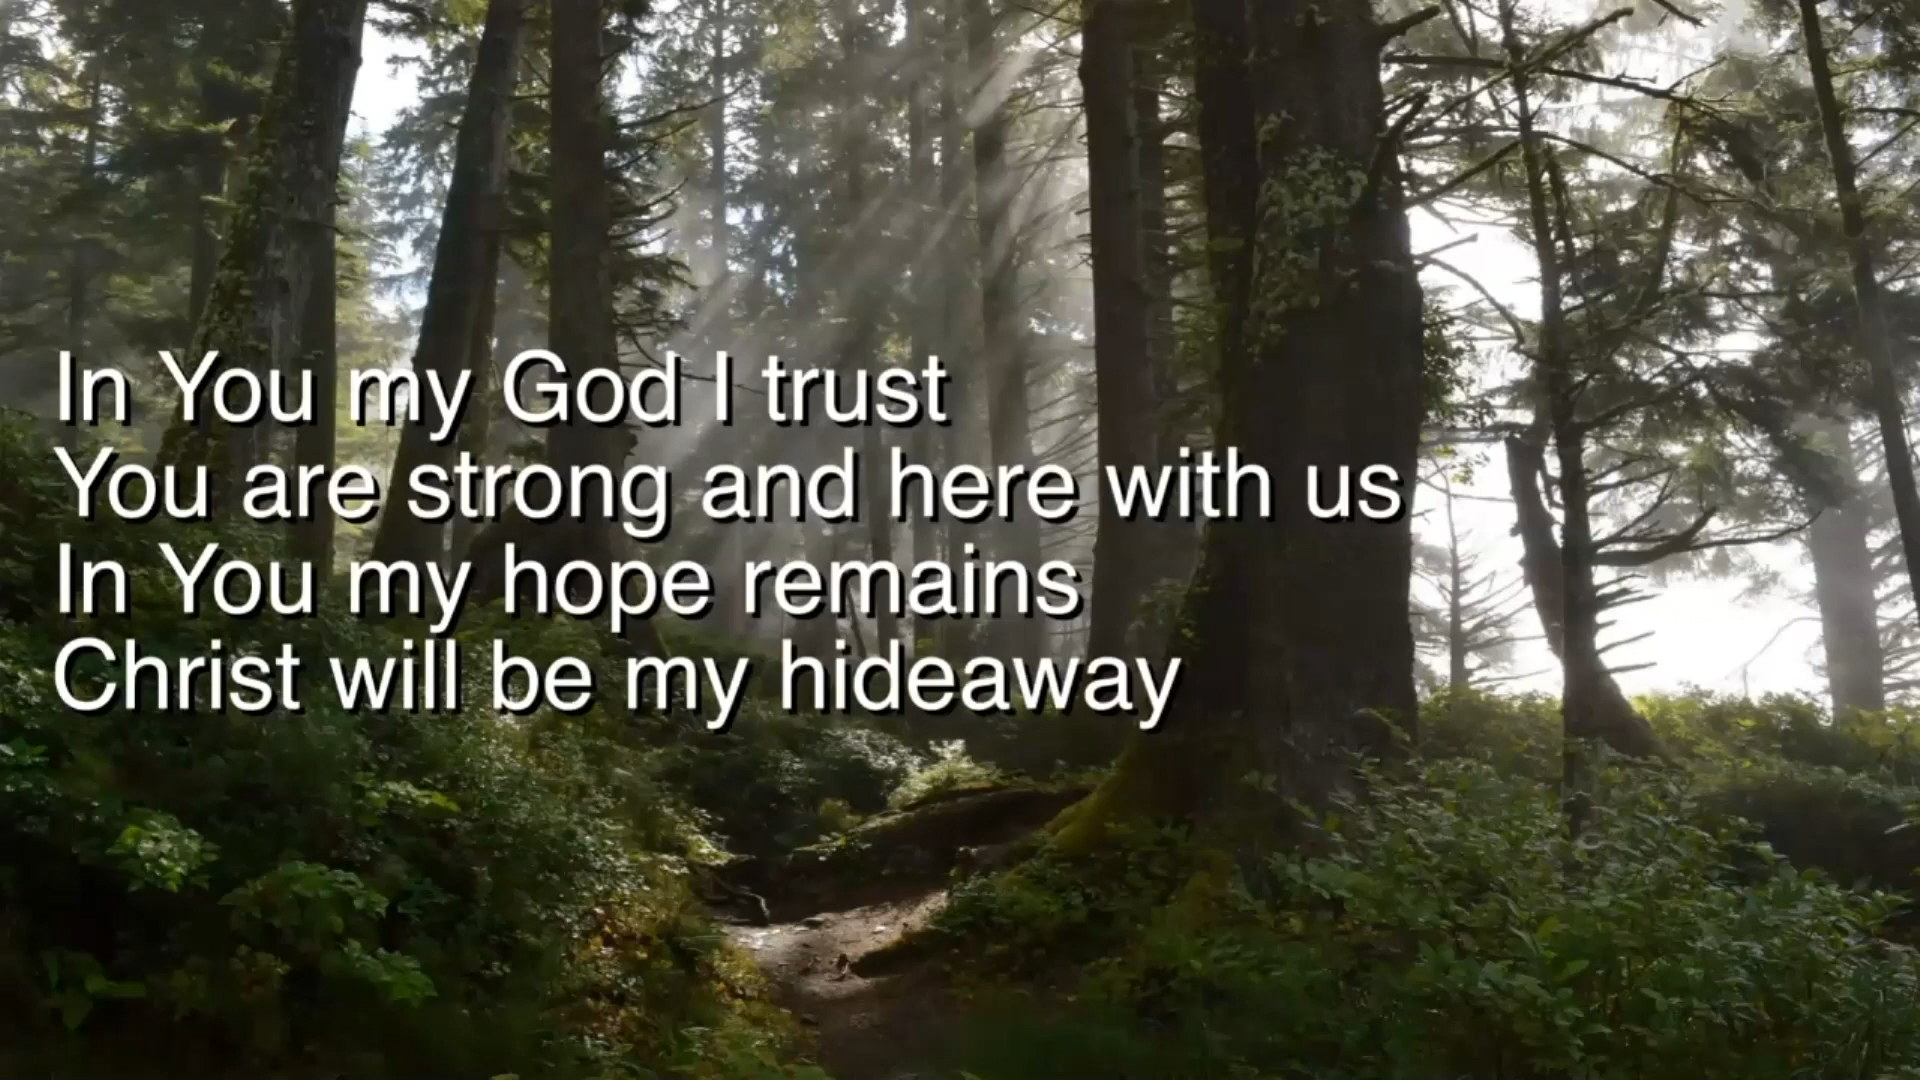 In You my God I trust
You are strong and here with us
In You my hope remains
Christ will be my hideaway